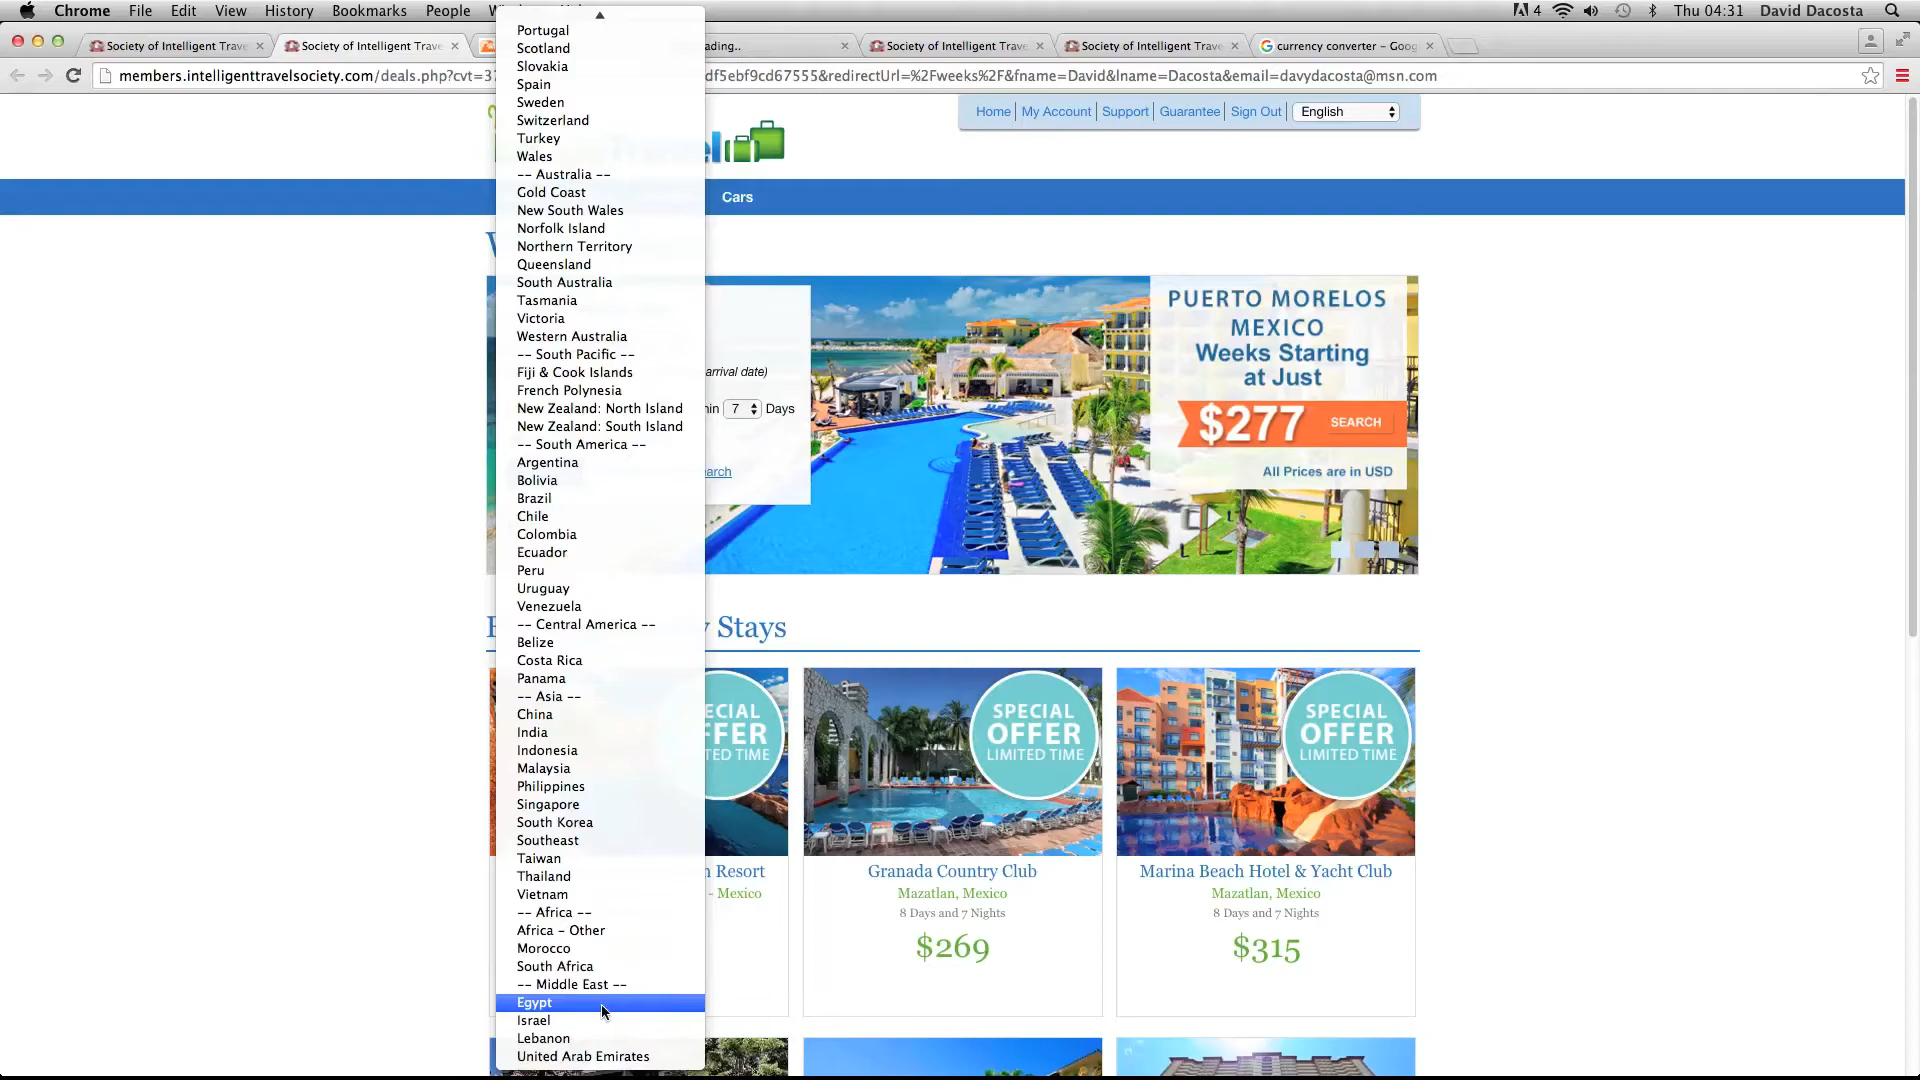 Chrome File Edit View History Bookmarks People
4 Thu 04:31 David Dacosta
Society of Intelligent Trave
Society of Intelligent Trave
ading..
Society of Intelligent Trave
Society of Intelligent Trave
currency converter – Goog
members.intelligenttravelsociety.com/deals.php?cvt=37 df5ebf9cd67555&redirectUrl=%2Fweeks%2F&fname=David&lname=Dacosta&email=davydacosta@msn.com
Home My Account Support Guarantee Sign Out English
Cars
Portugal
Scotland
Slovakia
Spain
Sweden
Switzerland
Turkey
Wales
-- Australia --
Gold Coast
New South Wales
Norfolk Island
Northern Territory
Queensland
South Australia
Tasmania
Victoria
Western Australia
-- South Pacific --
Fiji & Cook Islands
French Polynesia
New Zealand: North Island
New Zealand: South Island
-- South America --
Argentina
Bolivia
Brazil
Chile
Colombia
Ecuador
Peru
Uruguay
Venezuela
-- Central America --
Belize
Costa Rica
Panama
-- Asia --
China
India
Indonesia
Malaysia
Philippines
Singapore
South Korea
Southeast
Taiwan
Thailand
Vietnam
-- Africa --
Africa – Other
Morocco
South Africa
-- Middle East --
Egypt
Israel
Lebanon
United Arab Emirates
arrival date)
hin 7 Days
earch
PUERTO MORELOS
MEXICO
Weeks Starting
at Just
$277 SEARCH
All Prices are in USD
y Stays
ECIAL
FFER
TED TIME
n Resort
- Mexico
SPECIAL
OFFER
LIMITED TIME
Granada Country Club
Mazatlan, Mexico
8 Days and 7 Nights
$269
SPECIAL
OFFER
LIMITED TIME
Marina Beach Hotel & Yacht Club
Mazatlan, Mexico
8 Days and 7 Nights
$315